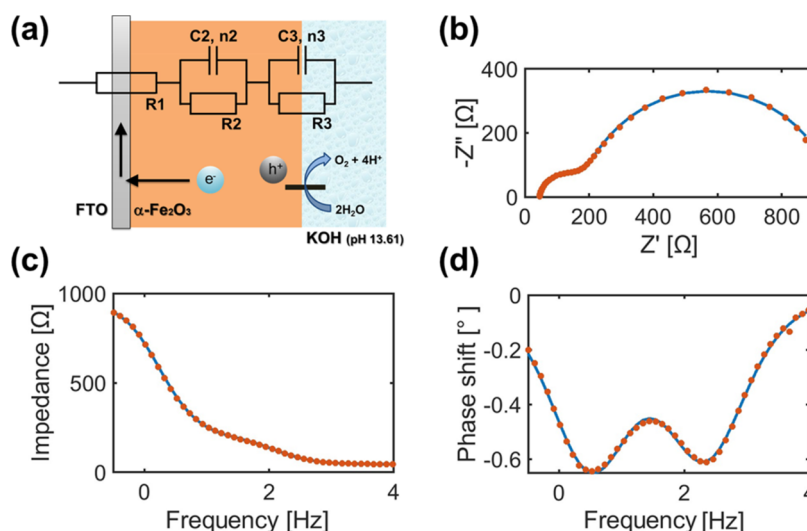 (a)
C2, n2
C3, n3
R1
R2
R3
h⁺
e⁻
O₂ + 4H⁺
2H₂O
FTO
α-Fe₂O₃
KOH (pH 13.61)
(b)
400
200
0
-Z" [Ω]
0 200 400 600 800
Z' [Ω]
(c)
1000
500
0
Impedance [Ω]
0 2 4
Frequency [Hz]
(d)
0
-0.2
-0.4
-0.6
Phase shift [°]
0 2 4
Frequency [Hz]